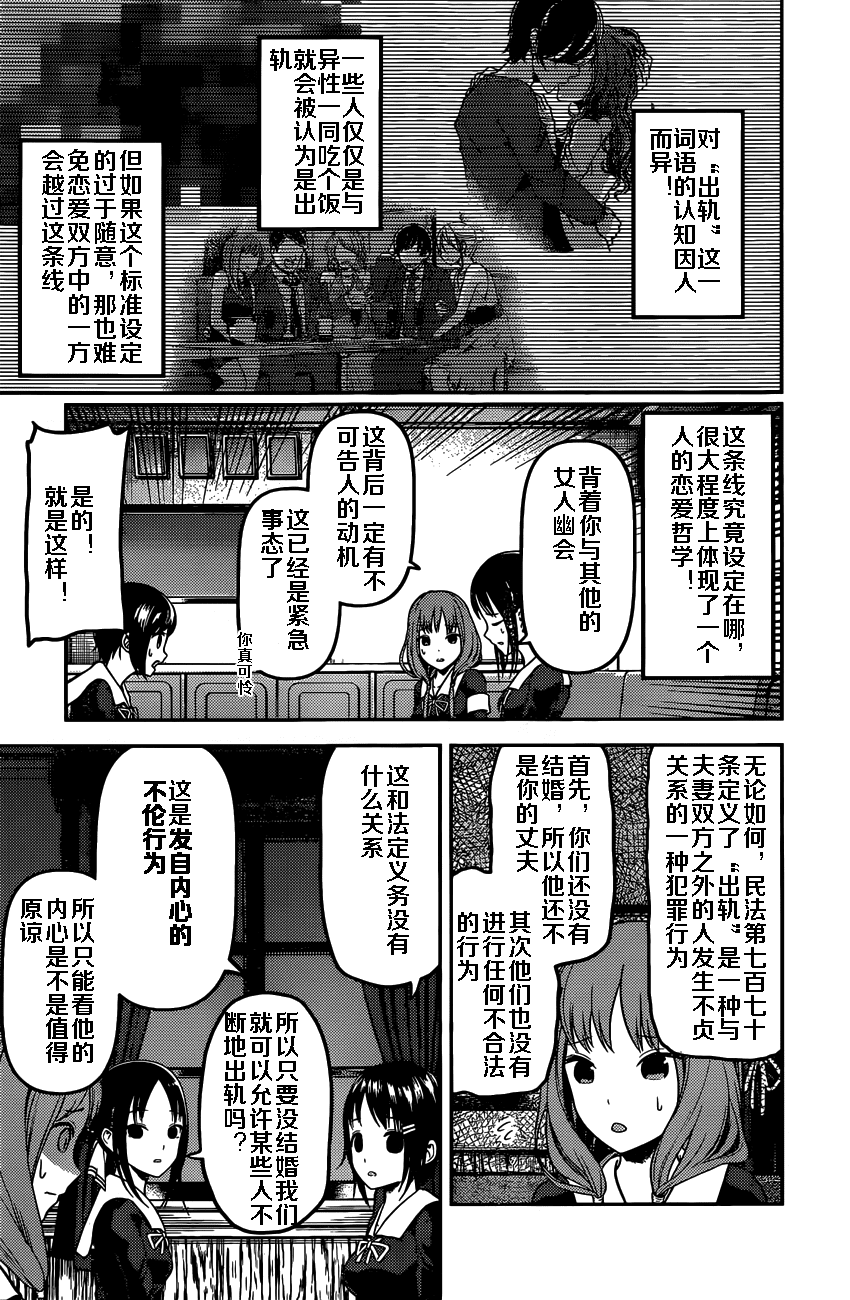 对“出轨”这一
词语的认知因人
而异！
一些人仅仅是与
异性一同吃个饭
就会被认为是出
轨
但如果这个标准设定
的过于随意，那也难
免恋爱双方中的一方
会越过这条线
这条线究竟设定在哪，
很大程度上体现了一个
人的恋爱哲学！
背着你与其他的
女人幽会
这背后一定有不
可告人的动机
这已经是紧急
事态了
你真可怜
是的！
就是这样！
无论如何，民法第七百七十
条定义了“出轨”是一种与
夫妻双方之外的人发生不贞
关系的一种犯罪行为
首先，你们还没有
结婚，所以他还不
是你的丈夫
其次他们也没有
进行任何不合法
的行为
这和法定义务没有
什么关系
这是发自内心的
不伦行为
所以只能看他的
内心是不是值得
原谅
所以只要没结婚我们
就可以允许某些人不
断地出轨吗？